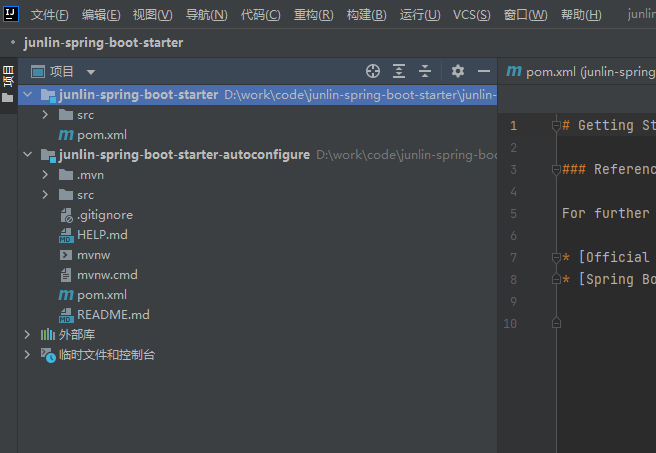 IJ 文件(F) 编辑(E) 视图(V) 导航(N) 代码(C) 重构(R) 构建(B) 运行(U) VCS(S) 窗口(W) 帮助(H) junlin
junlin-spring-boot-starter
项目
项目 pom.xml (junlin-spring
junlin-spring-boot-starter D:\work\code\junlin-spring-boot-starter\junlin-
src
pom.xml
junlin-spring-boot-starter-autoconfigure D:\work\code\junlin-spring-boo
.mvn
src
.gitignore
HELP.md
mvnw
mvnw.cmd
pom.xml
README.md
外部库
临时文件和控制台
1 # Getting St
2
3 ### Referenc
4
5 For further
6
7 * [Official
8 * [Spring Bo
9
10